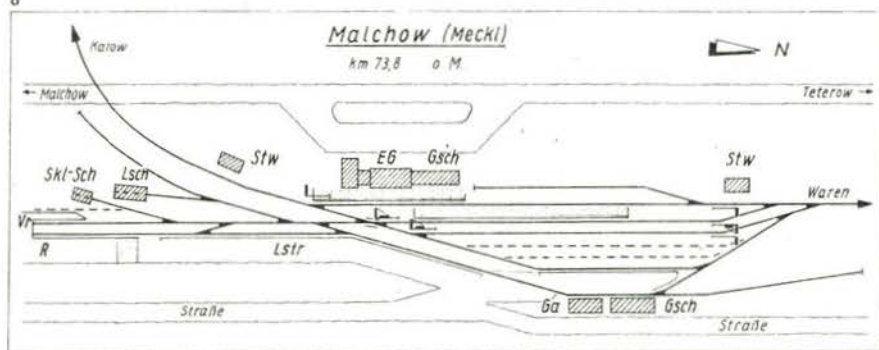 8
Malchow (Meckl)
km 73,8 o M.
N
Karow
Malchow
Teterow
Stw
EG
Gsch
Stw
Skl-Sch
Lsch
Waren
Vr
R
Lstr
Ga
Gsch
Straße
Straße